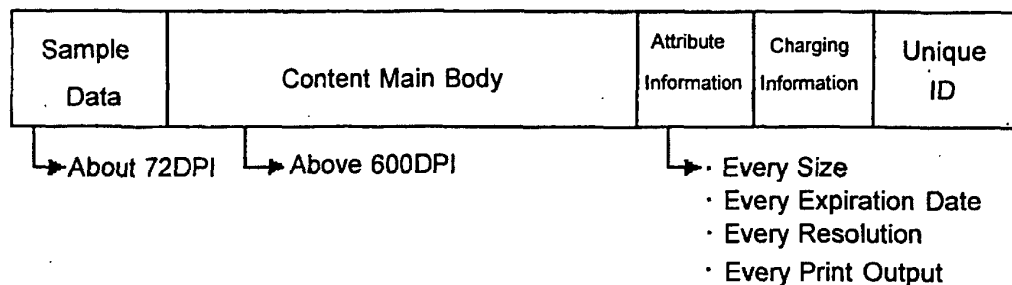 Sample
Data
Content Main Body
Attribute
Information
Charging
Information
Unique
ID
About 72DPI
Above 600DPI
· Every Size
· Every Expiration Date
· Every Resolution
· Every Print Output